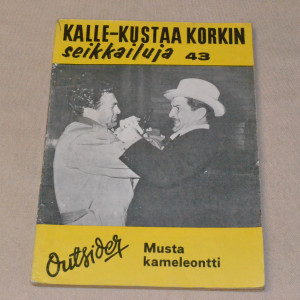 KALLE-KUSTAA KORKIN
seikkailuja 43
Outsider
Musta
kameleontti